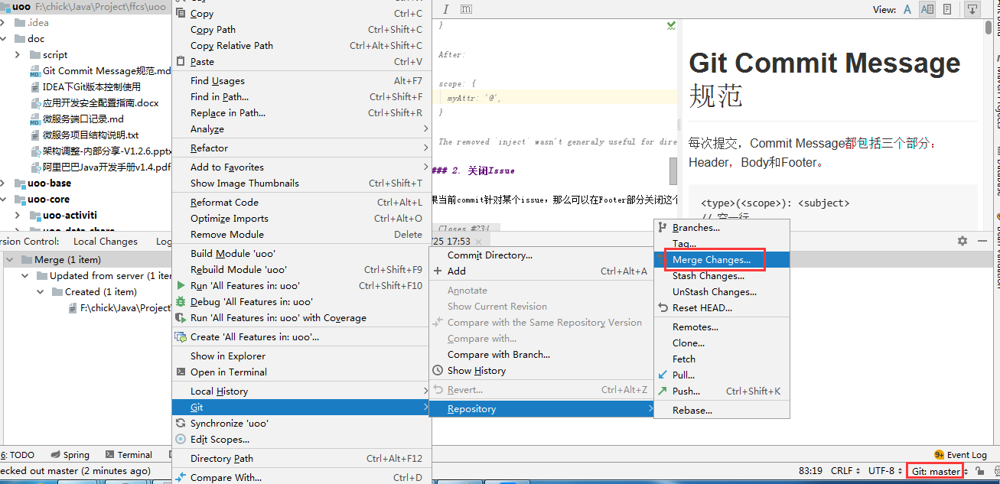 uoo F:\chick\Java\Project\ffcs\uoo
.idea
doc
script
Git Commit Message规范.md
IDEA下Git版本控制使用
应用开发安全配置指南.docx
微服务端口记录.md
微服务项目结构说明.txt
架构调整-内部分享-V1.2.6.pptx
阿里巴巴Java开发手册v1.4.pdf
uoo-base
uoo-core
uoo-activiti
uoo-data-share
Copy Ctrl+C
Copy Path Ctrl+Shift+C
Copy Relative Path Ctrl+Alt+Shift+C
Paste Ctrl+V
Find Usages Alt+F7
Find in Path... Ctrl+Shift+F
Replace in Path... Ctrl+Shift+R
Analyze
Refactor
Add to Favorites
Show Image Thumbnails Ctrl+Shift+T
Reformat Code Ctrl+Alt+L
Optimize Imports Ctrl+Alt+O
Remove Module Delete
Build Module 'uoo'
Rebuild Module 'uoo' Ctrl+Shift+F9
Run 'All Features in: uoo' Ctrl+Shift+F10
Debug 'All Features in: uoo'
Run 'All Features in: uoo' with Coverage
Create 'All Features in: uoo'...
Show in Explorer
Open in Terminal
Local History
Git
Synchronize 'uoo'
Edit Scopes...
Directory Path Ctrl+Alt+F12
Compare With... Ctrl+D
View:
}
After:
scope: {
myAttr: '@',
}
The removed `inject` wasn't generaly useful for dire
### 2. 关闭Issue
果当前commit针对某个issue，那么可以在Footer部分关闭这个
Closes #234
Git Commit Message
规范
每次提交，Commit Message都包括三个部分：
Header，Body和Footer。
<type>(<scope>): <subject>
// 空一行
rsion Control: Local Changes Log
/25 17:53
Merge (1 item)
Updated from server (1 iter
Created (1 item)
F:\chick\Java\Project
Commit Directory...
Add Ctrl+Alt+A
Annotate
Show Current Revision
Compare with the Same Repository Version
Compare with...
Compare with Branch...
Show History
Revert... Ctrl+Alt+Z
Repository
Branches...
Tag...
Merge Changes...
Stash Changes...
UnStash Changes...
Reset HEAD...
Remotes...
Clone...
Fetch
Pull...
Push... Ctrl+Shift+K
Rebase...
6: TODO Spring Terminal
9+ Event Log
ecked out master (2 minutes ago)
83:19 CRLF UTF-8 Git: master